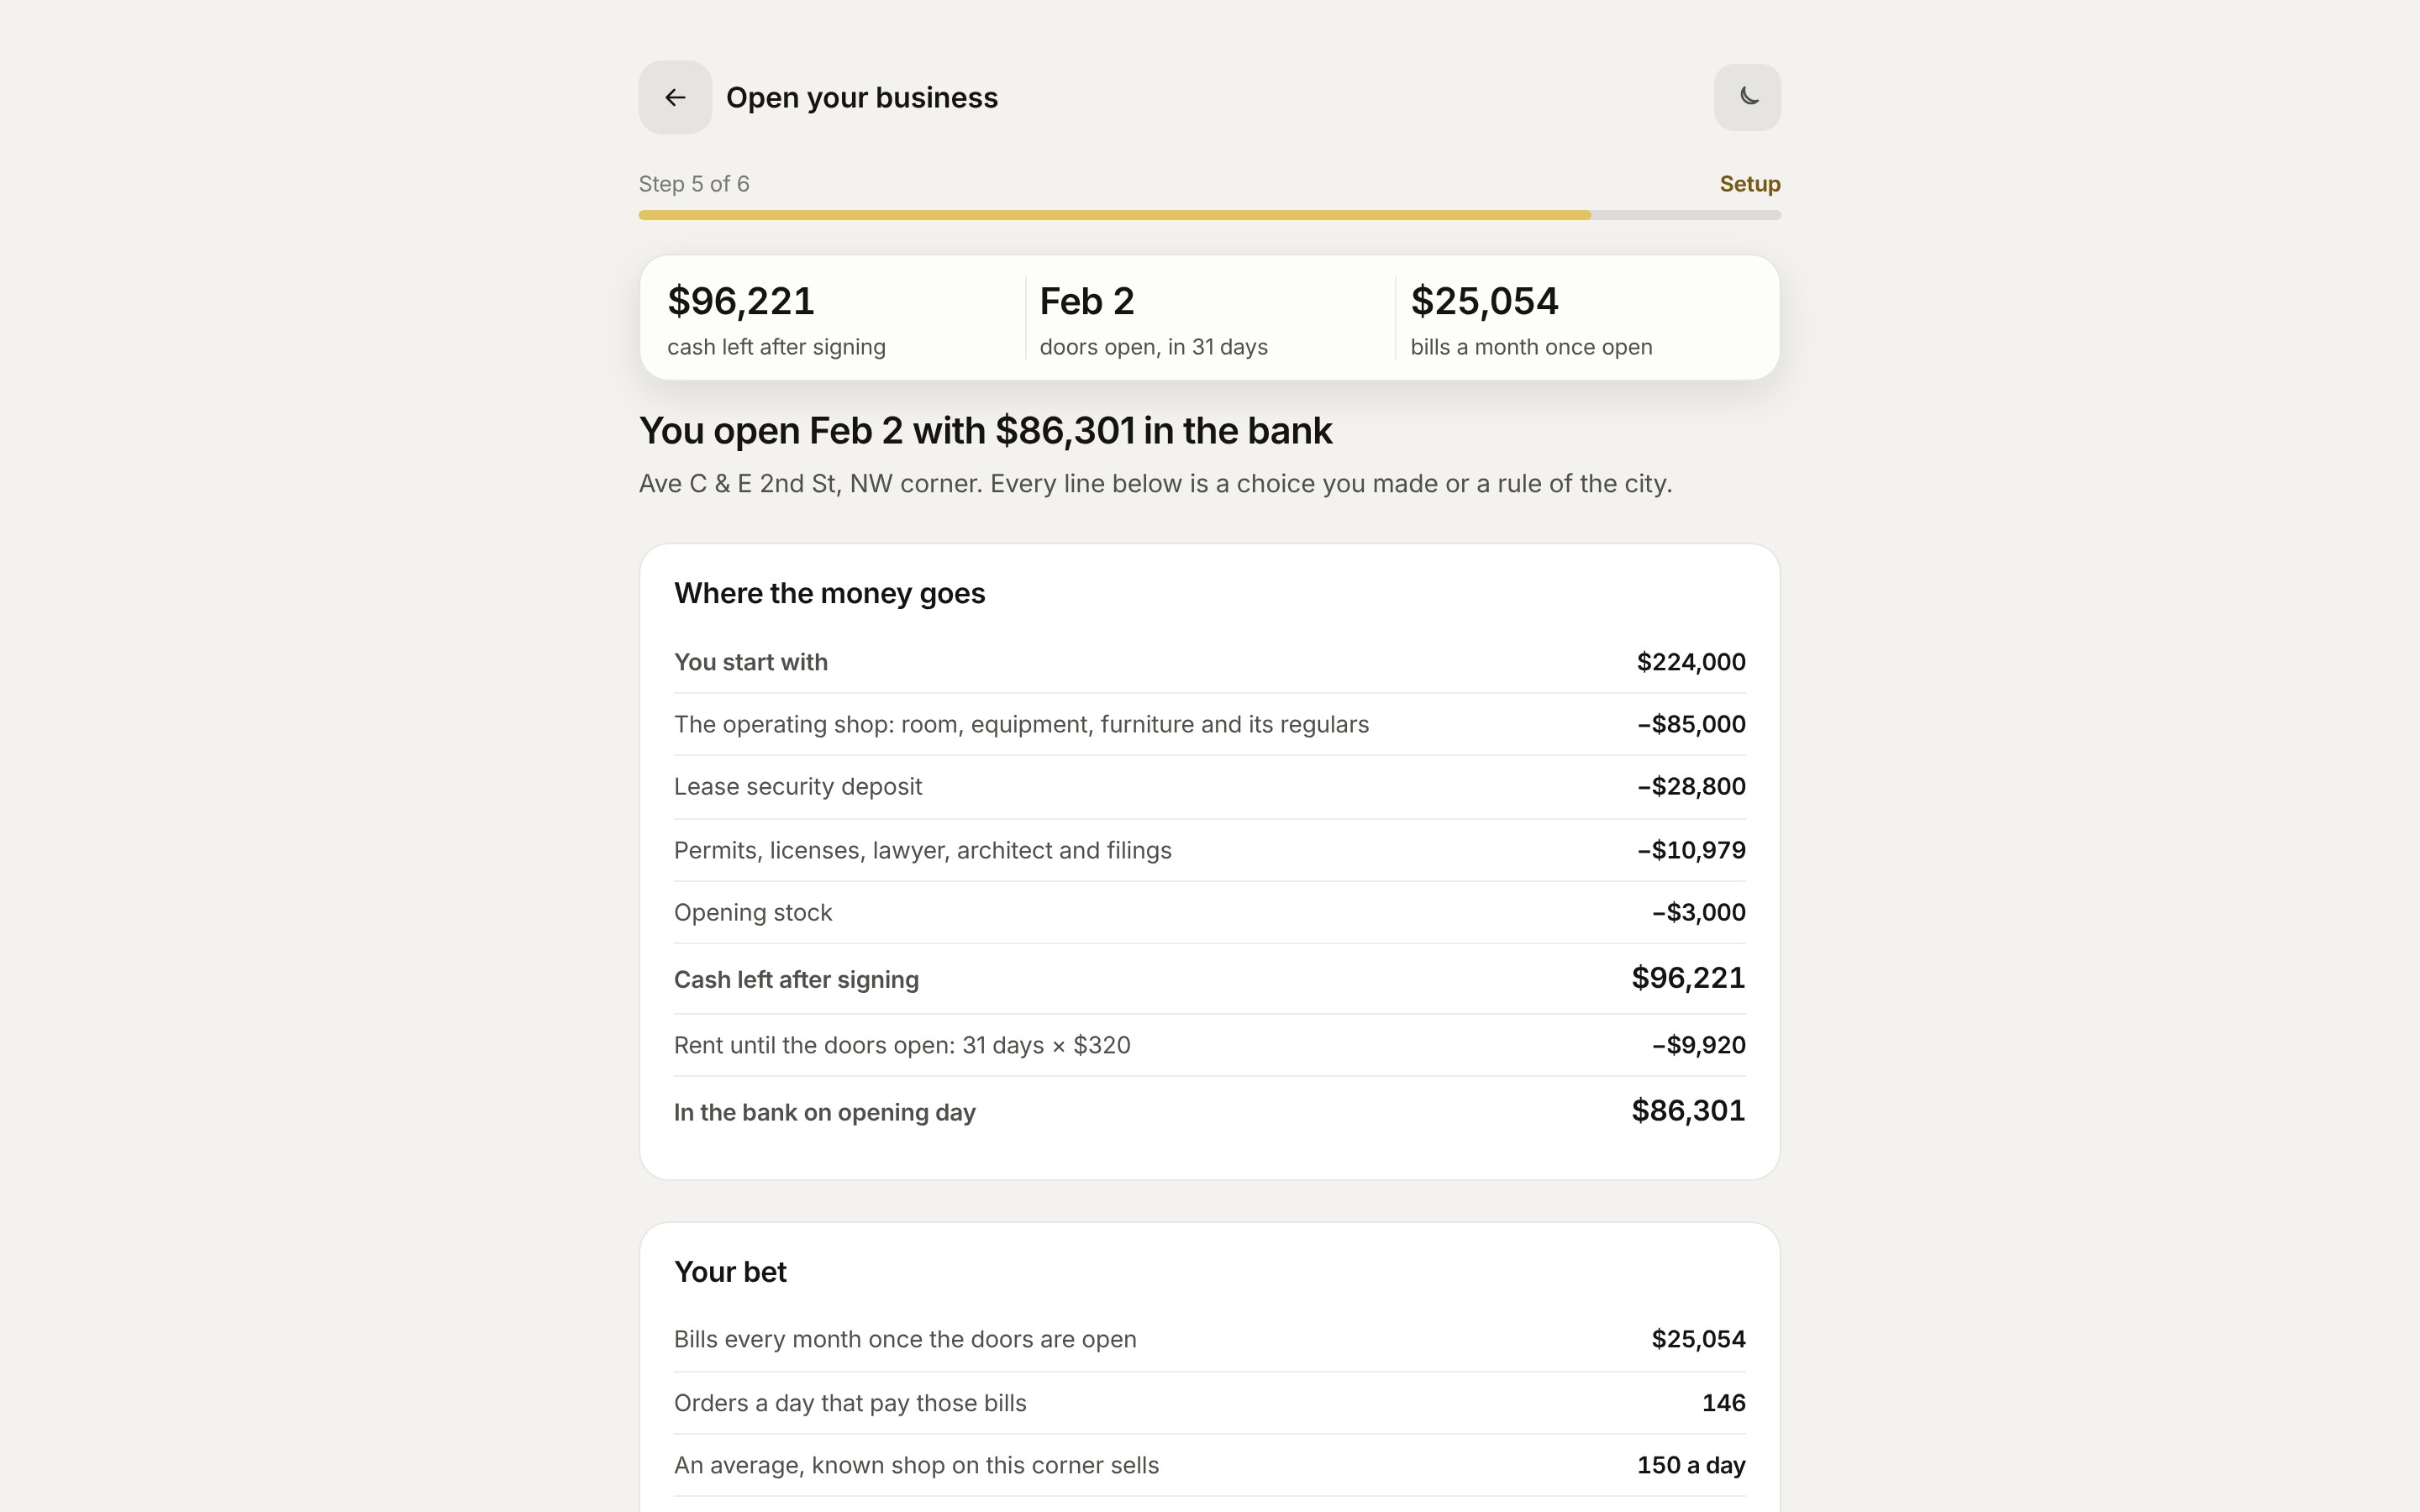 Open your business
Step 5 of 6
Setup
$96,221
cash left after signing
Feb 2
doors open, in 31 days
$25,054
bills a month once open
You open Feb 2 with $86,301 in the bank
Ave C & E 2nd St, NW corner. Every line below is a choice you made or a rule of the city.
Where the money goes
You start with $224,000
The operating shop: room, equipment, furniture and its regulars –$85,000
Lease security deposit –$28,800
Permits, licenses, lawyer, architect and filings –$10,979
Opening stock –$3,000
Cash left after signing $96,221
Rent until the doors open: 31 days × $320 –$9,920
In the bank on opening day $86,301
Your bet
Bills every month once the doors are open $25,054
Orders a day that pay those bills 146
An average, known shop on this corner sells 150 a day